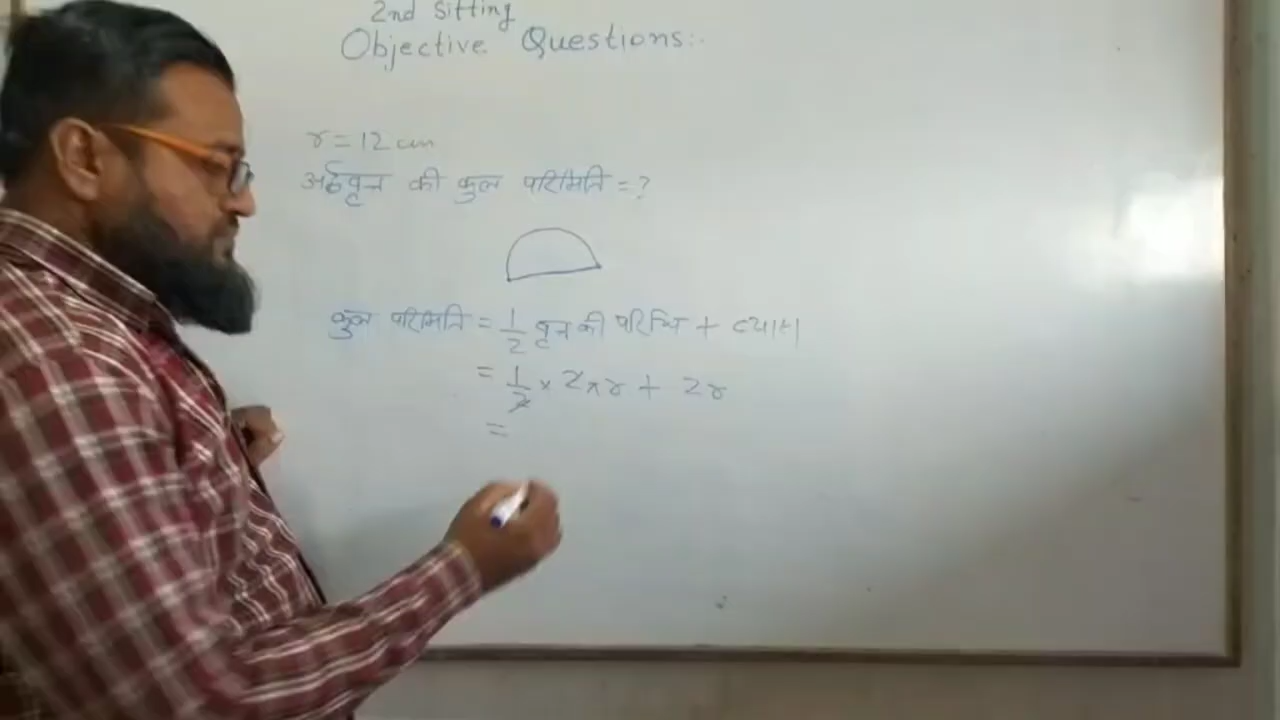 2nd Sitting
Objective Questions:-
r = 12 cm
अर्द्धवृत्त की कुल परिमिति = ?
कुल परिमिति = 1/2 वृत्त की परिधि + व्यास
= 1/2 × 2πr + 2r
=